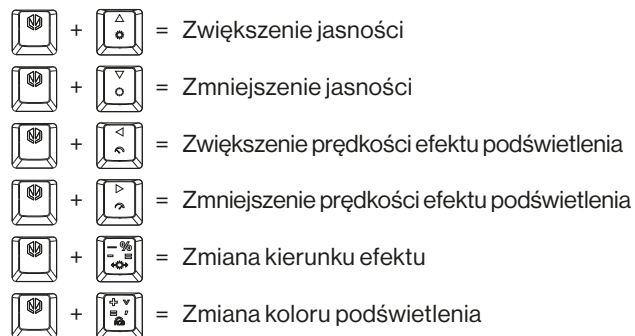 + = Zwiększenie jasności
+ = Zmniejszenie jasności
+ = Zwiększenie prędkości efektu podświetlenia
+ = Zmniejszenie prędkości efektu podświetlenia
+ = Zmiana kierunku efektu
+ = Zmiana koloru podświetlenia